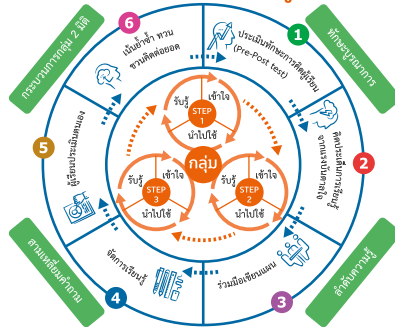 กระบวนการกลุ่ม 2 มิติ
ทักษะบูรณาการ
สามเหลี่ยมคำถาม
ลำดับความรู้
1
ประเมินทักษะการคิดผู้เรียน
(Pre-Post test)
2
คิดประเด็นการเรียนรู้
จากแรงบันดาลใจ
3
ร่วมมือเขียนแผน
4
จัดการเรียนรู้
5
ผู้เรียนประเมินตนเอง
6
เน้นย้ำซ้ำ ทวน
ชวนคิดต่อยอด
รับรู้
เข้าใจ
STEP
1
นำไปใช้
กลุ่ม
รับรู้
เข้าใจ
STEP
2
นำไปใช้
รับรู้
เข้าใจ
STEP
3
นำไปใช้